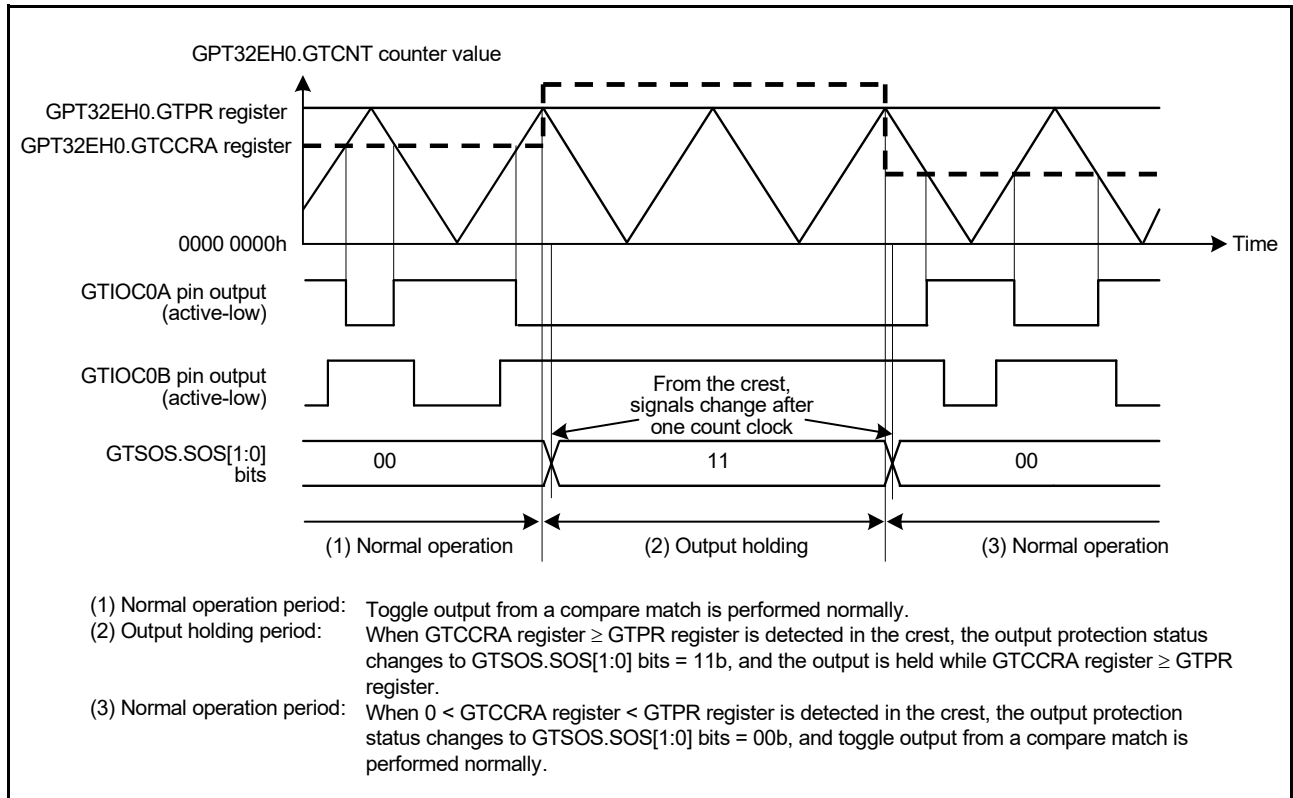 GPT32EH0.GTCNT counter value
GPT32EH0.GTPR register
GPT32EH0.GTCCRA register
0000 0000h
Time
GTIOC0A pin output
(active-low)
GTIOC0B pin output
(active-low)
From the crest,
signals change after
one count clock
GTSOS.SOS[1:0]
bits
00
11
00
(1) Normal operation
(2) Output holding
(3) Normal operation
(1) Normal operation period: Toggle output from a compare match is performed normally.
(2) Output holding period: When GTCCRA register ≥ GTPR register is detected in the crest, the output protection status
changes to GTSOS.SOS[1:0] bits = 11b, and the output is held while GTCCRA register ≥ GTPR
register.
(3) Normal operation period: When 0 < GTCCRA register < GTPR register is detected in the crest, the output protection
status changes to GTSOS.SOS[1:0] bits = 00b, and toggle output from a compare match is
performed normally.